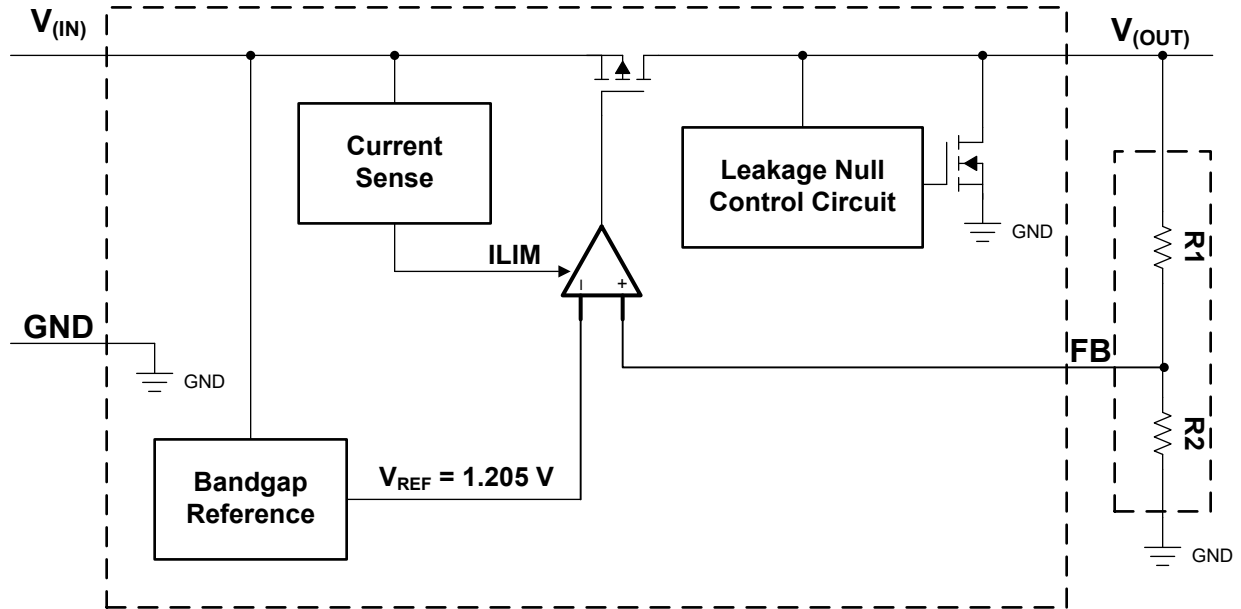 V(IN)
V(OUT)
Current
Sense
Leakage Null
Control Circuit
GND
R1
ILIM
GND
GND
FB
R2
Bandgap
Reference
VREF = 1.205 V
GND
- +